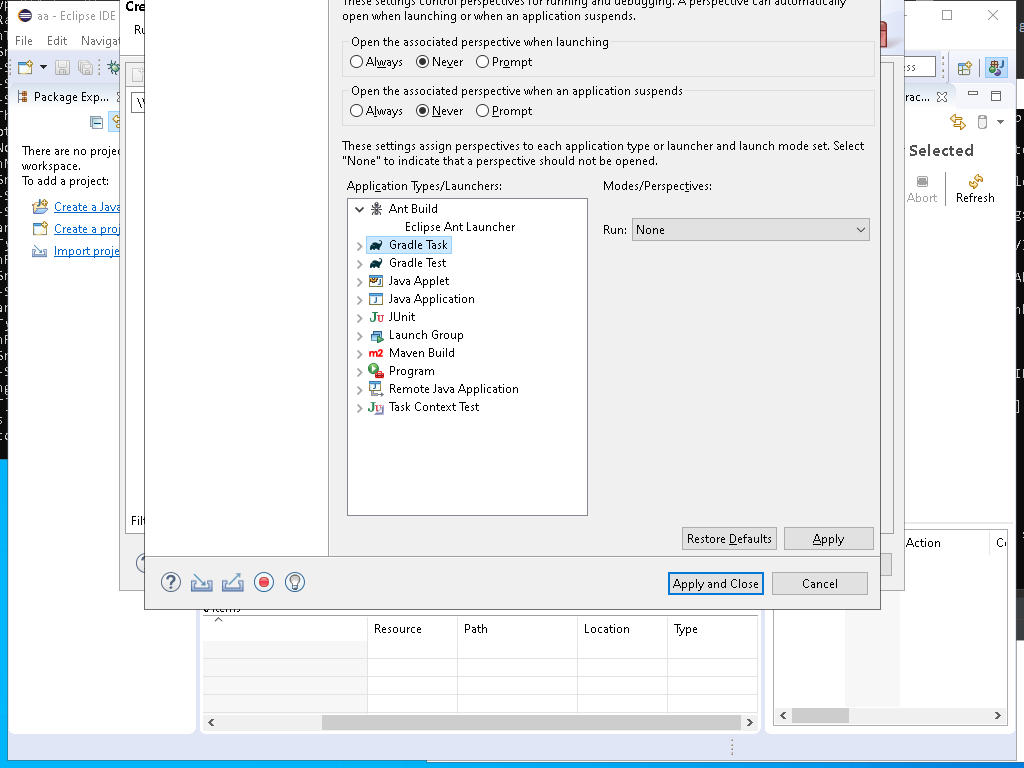 aa - Eclipse IDE
File Edit Navigat
Package Exp...
There are no proje
workspace.
To add a project:
Create a Java
Create a proj
Import proje
Cre
Ru
Filt
These settings control perspectives for running and debugging. A perspective can automatically
open when launching or when an application suspends.
Open the associated perspective when launching
Always Never Prompt
Open the associated perspective when an application suspends
Always Never Prompt
These settings assign perspectives to each application type or launcher and launch mode set. Select
"None" to indicate that a perspective should not be opened.
Application Types/Launchers: Modes/Perspectives:
Ant Build
Eclipse Ant Launcher
Gradle Task
Gradle Test
Java Applet
Java Application
JUnit
Launch Group
Maven Build
Program
Remote Java Application
Task Context Test
Run: None
Restore Defaults Apply
Apply and Close Cancel
ess
rac...
Selected
Abort Refresh
Action
Resource Path Location Type